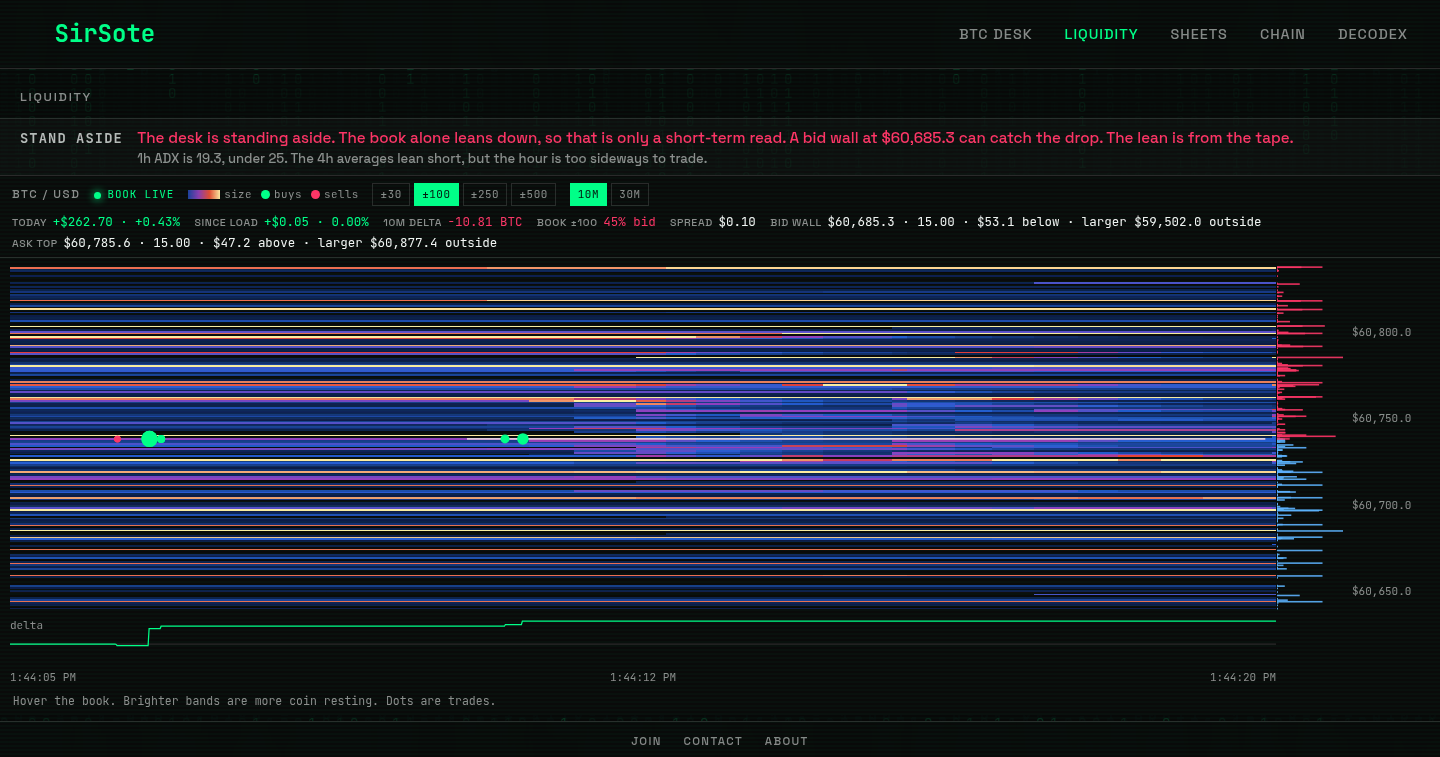 SirSote
BTC DESK LIQUIDITY SHEETS CHAIN DECODEX
LIQUIDITY
STAND ASIDE The desk is standing aside. The book alone leans down, so that is only a short-term read. A bid wall at $60,685.3 can catch the drop. The lean is from the tape.
1h ADX is 19.3, under 25. The 4h averages lean short, but the hour is too sideways to trade.
BTC / USD BOOK LIVE size buys sells ±30 ±100 ±250 ±500 10M 30M
TODAY +$262.70 · +0.43% SINCE LOAD +$0.05 · 0.00% 10M DELTA -10.81 BTC BOOK ±100 45% bid SPREAD $0.10 BID WALL $60,685.3 · 15.00 · $53.1 below · larger $59,502.0 outside
ASK TOP $60,785.6 · 15.00 · $47.2 above · larger $60,877.4 outside
$60,800.0
$60,750.0
$60,700.0
$60,650.0
delta
1:44:05 PM 1:44:12 PM 1:44:20 PM
Hover the book. Brighter bands are more coin resting. Dots are trades.
JOIN CONTACT ABOUT